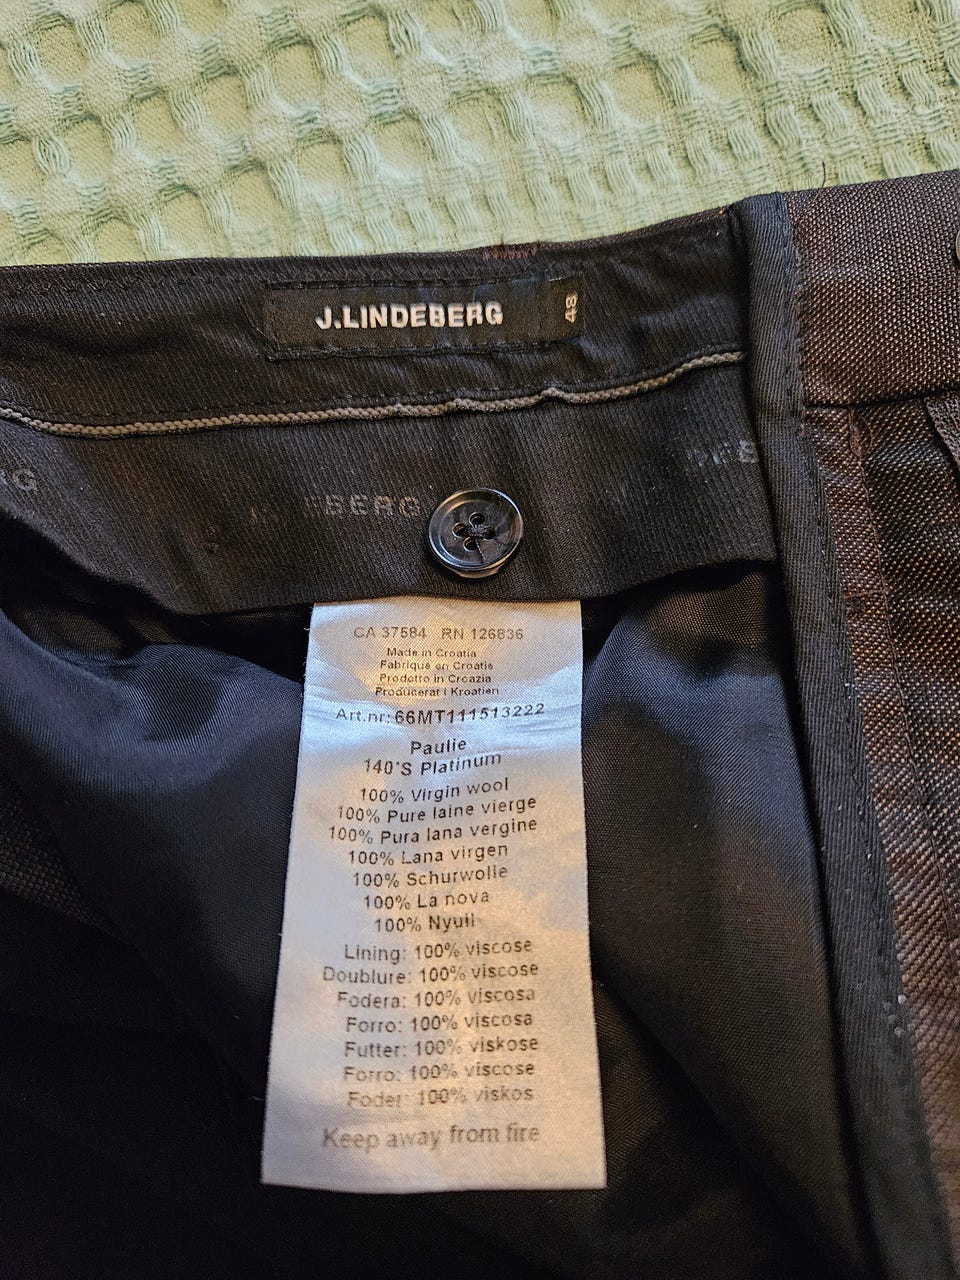 J.LINDEBERG 48
BERG
CA 37584 RN 126836
Made in Croatia
Fabrique en Croatie
Prodotto in Croazia
Producerat i Kroatien
Art.nr: 66MT111513222
Paulie
140'S Platinum
100% Virgin wool
100% Pure laine vierge
100% Pura lana vergine
100% Lana virgen
100% Schurwolle
100% La nova
100% Nyull
Lining: 100% viscose
Doublure: 100% viscose
Fodera: 100% viscosa
Forro: 100% viscosa
Futter: 100% viskose
Forro: 100% viscose
Foder: 100% viskos
Keep away from fire